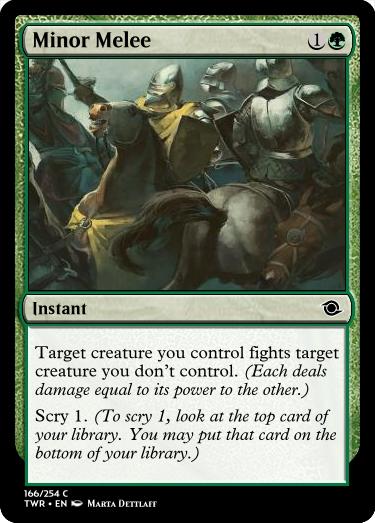 Minor Melee 1
Instant
Target creature you control fights target
creature you don't control. (Each deals
damage equal to its power to the other.)
Scry 1. (To scry 1, look at the top card of
your library. You may put that card on the
bottom of your library.)
166/254 C
TWR • EN Marta Dettlaff